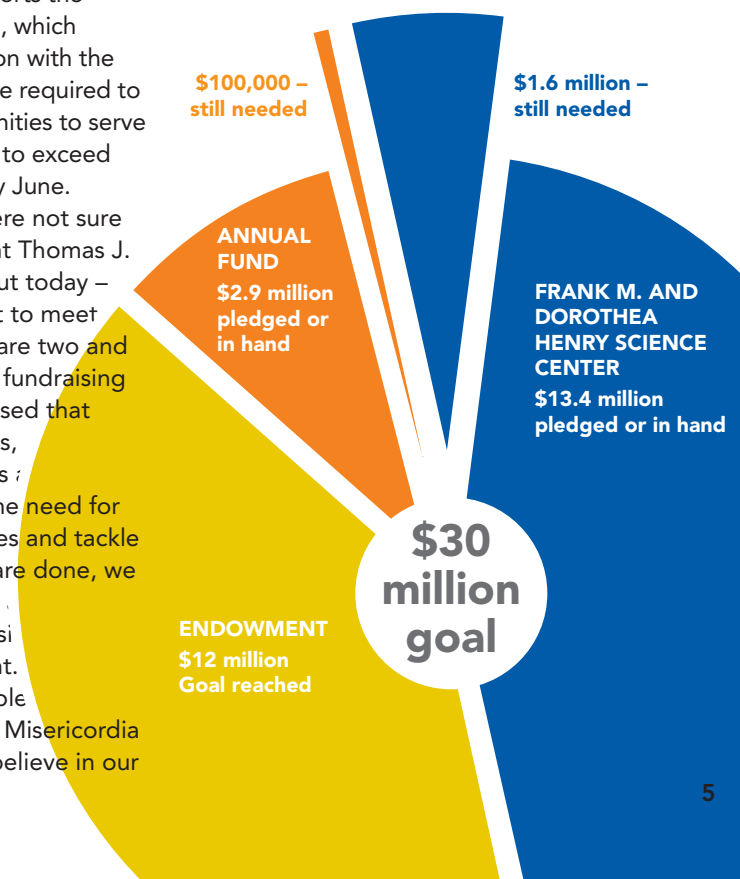 , which
on with the
e required to
nities to serve
to exceed
y June.
ere not sure
t Thomas J.
ut today –
t to meet
are two and
fundraising
sed that
s,
s
ne need for
es and tackle
are done, we
si
t.
ole
Misericordia
believe in our
$100,000 –
still needed
$1.6 million –
still needed
ANNUAL
FUND
$2.9 million
pledged or
in hand
FRANK M. AND
DOROTHEA
HENRY SCIENCE
CENTER
$13.4 million
pledged or in hand
$30
million
goal
ENDOWMENT
$12 million
Goal reached
5